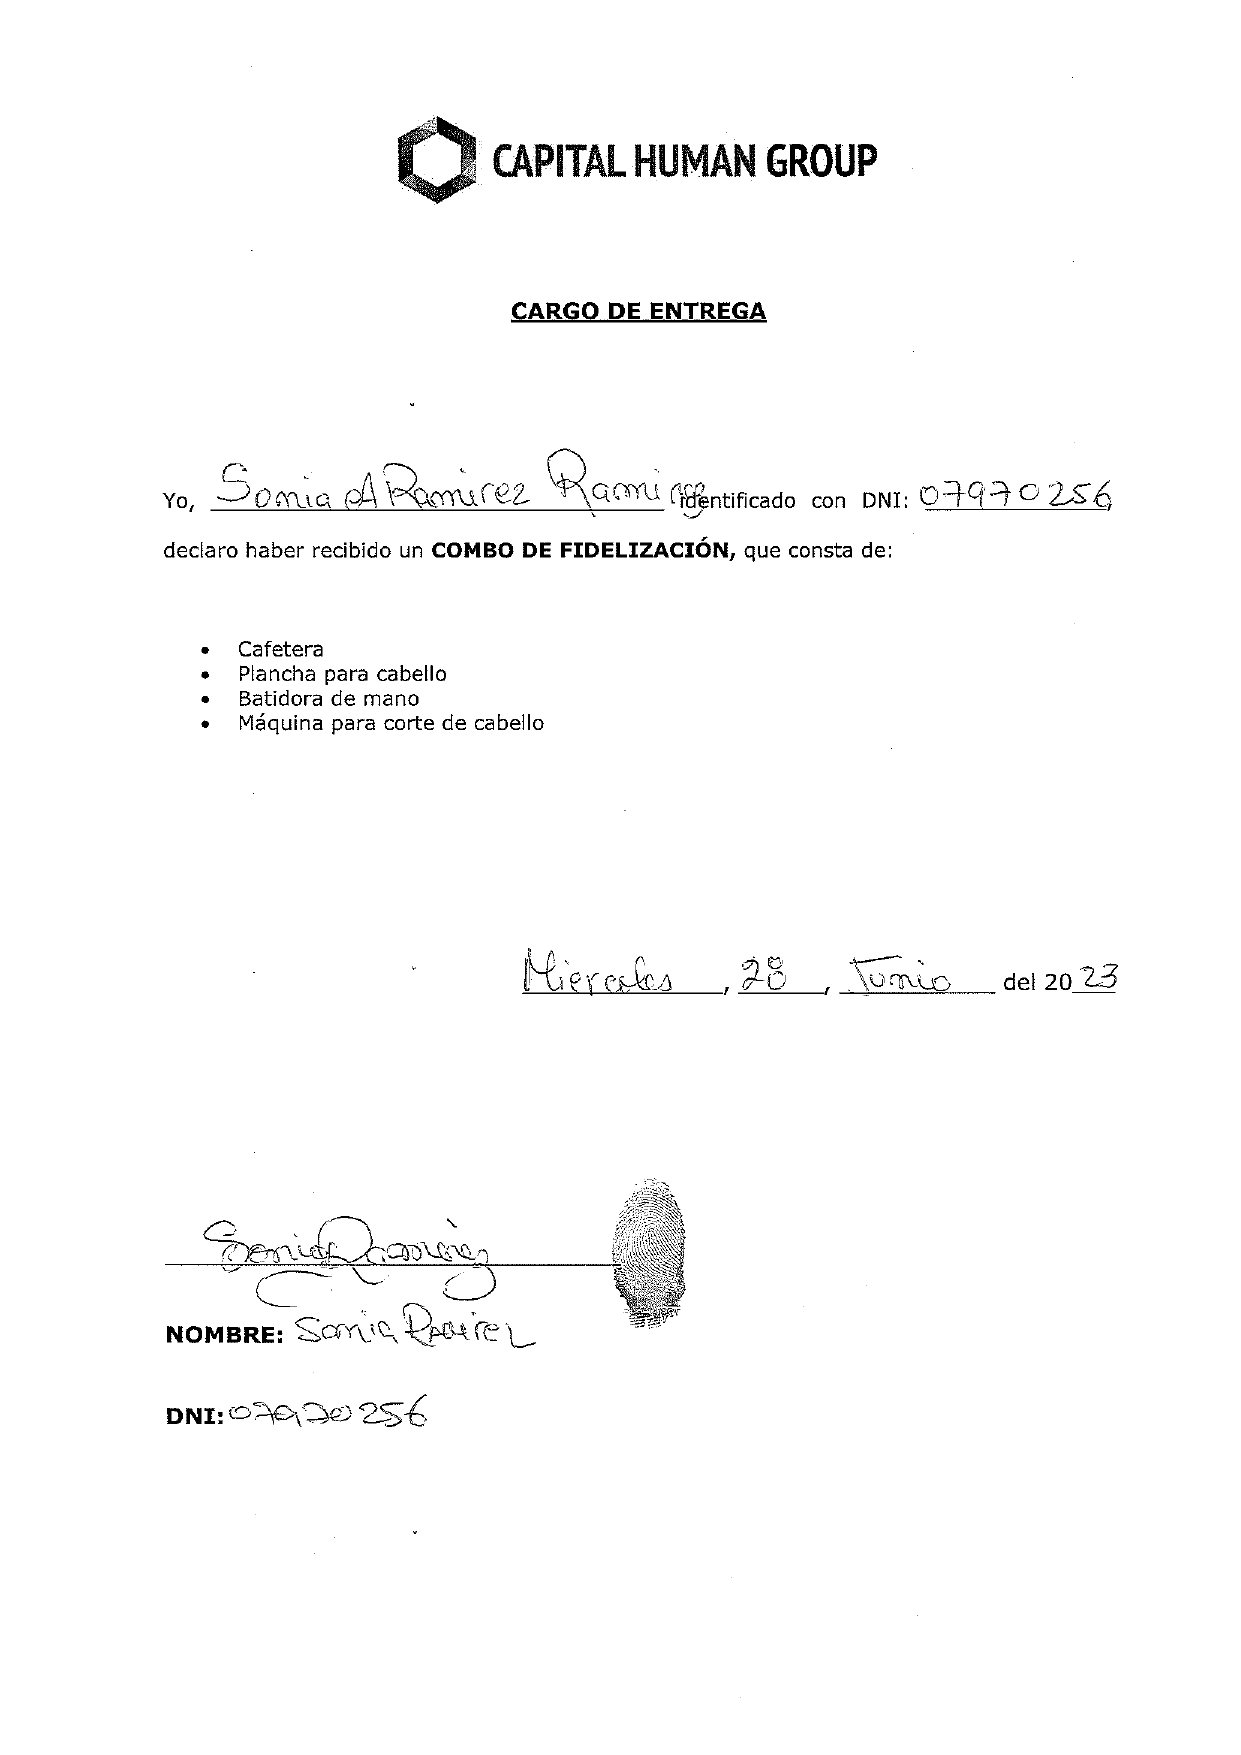 CAPITAL HUMAN GROUP
CARGO DE ENTREGA
Yo, Sonia A Ramirez Ramirez identificado con DNI: 07970256
declaro haber recibido un COMBO DE FIDELIZACIÓN, que consta de:
• Cafetera
• Plancha para cabello
• Batidora de mano
• Máquina para corte de cabello
Miercoles, 28, Junio del 2023
Sonia Ramirez
NOMBRE: Sonia Ramirez
DNI: 07970256